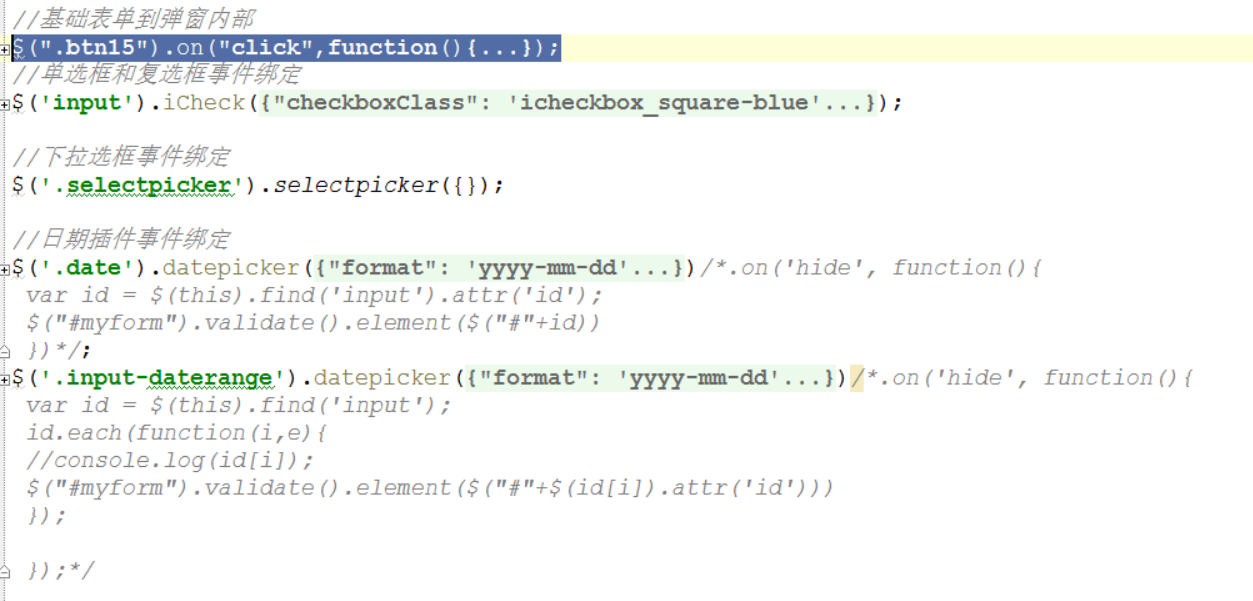 //基础表单到弹窗内部
$(".btn15").on("click",function(){...});
//单选框和复选框事件绑定
$('input').iCheck({"checkboxClass": 'icheckbox_square-blue'...});
//下拉选框事件绑定
$('.selectpicker').selectpicker({});
//日期插件事件绑定
$('.date').datepicker({"format": 'yyyy-mm-dd'...})/*.on('hide', function(){
var id = $(this).find('input').attr('id');
$("#myform").validate().element($("#"+id))
})*/;
$('.input-daterange').datepicker({"format": 'yyyy-mm-dd'...})/*.on('hide', function(){
var id = $(this).find('input');
id.each(function(i,e){
//console.log(id[i]);
$("#myform").validate().element($("#"+$(id[i]).attr('id')))
});
});*/